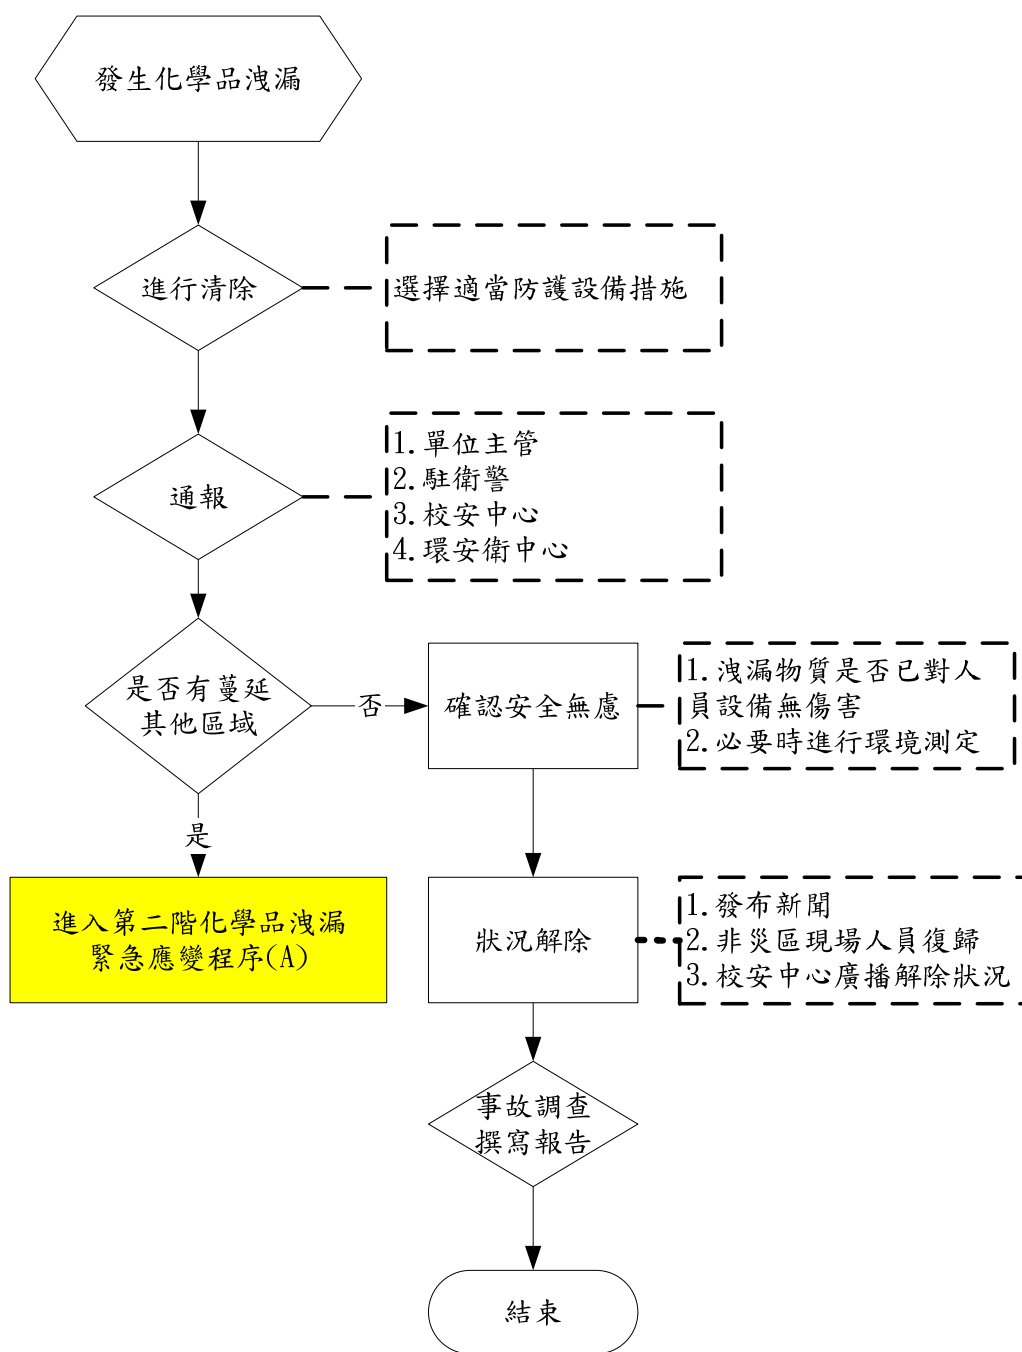 發生化學品洩漏
進行清除
選擇適當防護設備措施
通報
1.單位主管
2.駐衛警
3.校安中心
4.環安衛中心
是否有蔓延
其他區域
否
確認安全無慮
1.洩漏物質是否已對人
員設備無傷害
2.必要時進行環境測定
是
進入第二階化學品洩漏
緊急應變程序(A)
狀況解除
1.發布新聞
2.非災區現場人員復歸
3.校安中心廣播解除狀況
事故調查
撰寫報告
結束